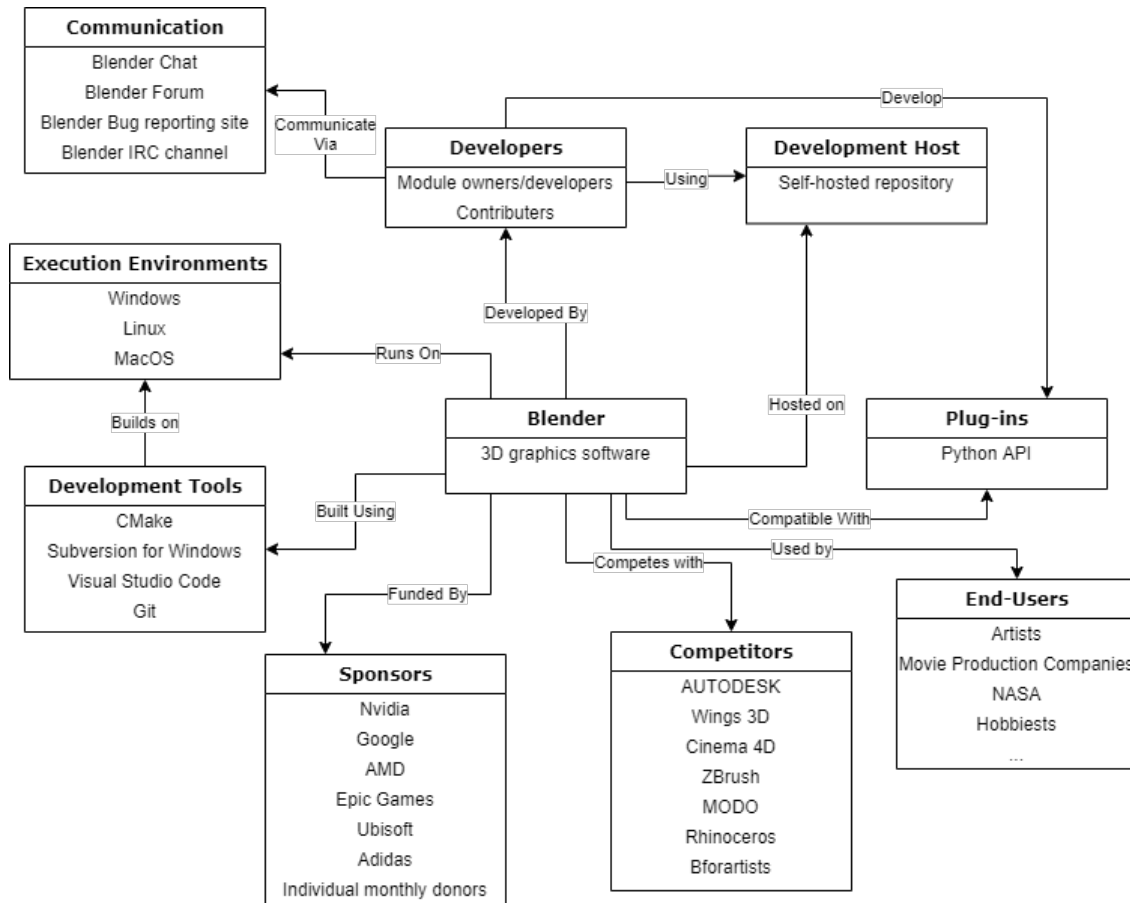 Communication
Blender Chat
Blender Forum
Blender Bug reporting site
Blender IRC channel
Communicate
Via
Develop
Developers
Module owners/developers
Contributers
Using
Development Host
Self-hosted repository
Execution Environments
Windows
Linux
MacOS
Developed By
Runs On
Builds on
Hosted on
Blender
3D graphics software
Plug-ins
Python API
Development Tools
CMake
Subversion for Windows
Visual Studio Code
Git
Built Using
Compatible With
Used by
Competes with
Funded By
End-Users
Artists
Movie Production Companies
NASA
Hobbiests
...
Sponsors
Nvidia
Google
AMD
Epic Games
Ubisoft
Adidas
Individual monthly donors
Competitors
AUTODESK
Wings 3D
Cinema 4D
ZBrush
MODO
Rhinoceros
Bforartists